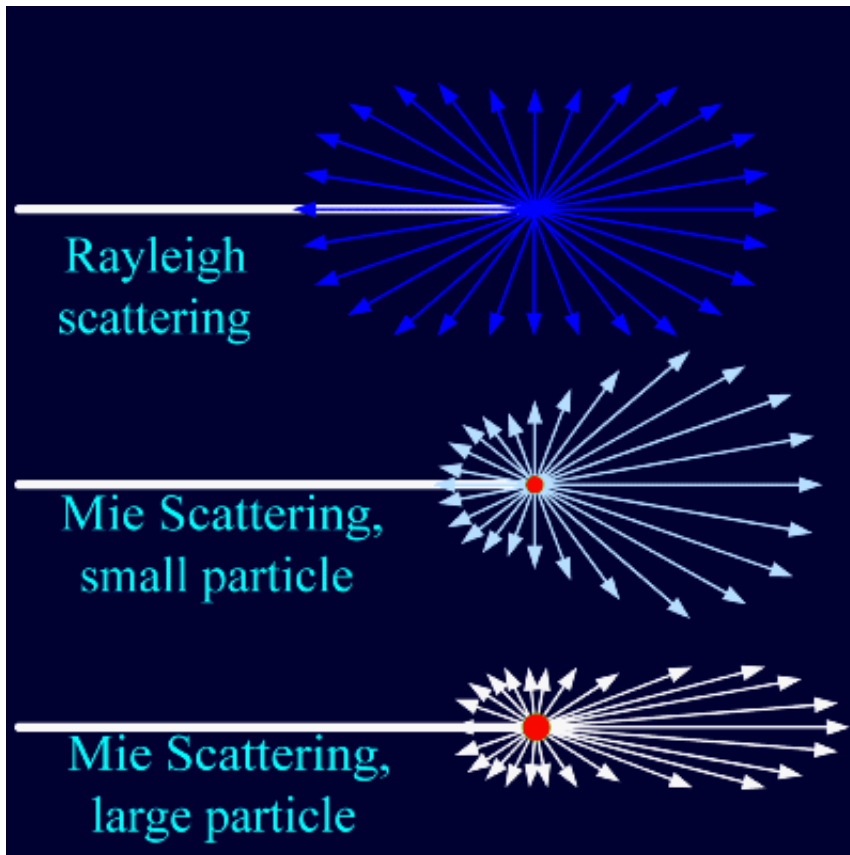 Rayleigh
scattering
Mie Scattering,
small particle
Mie Scattering,
large particle